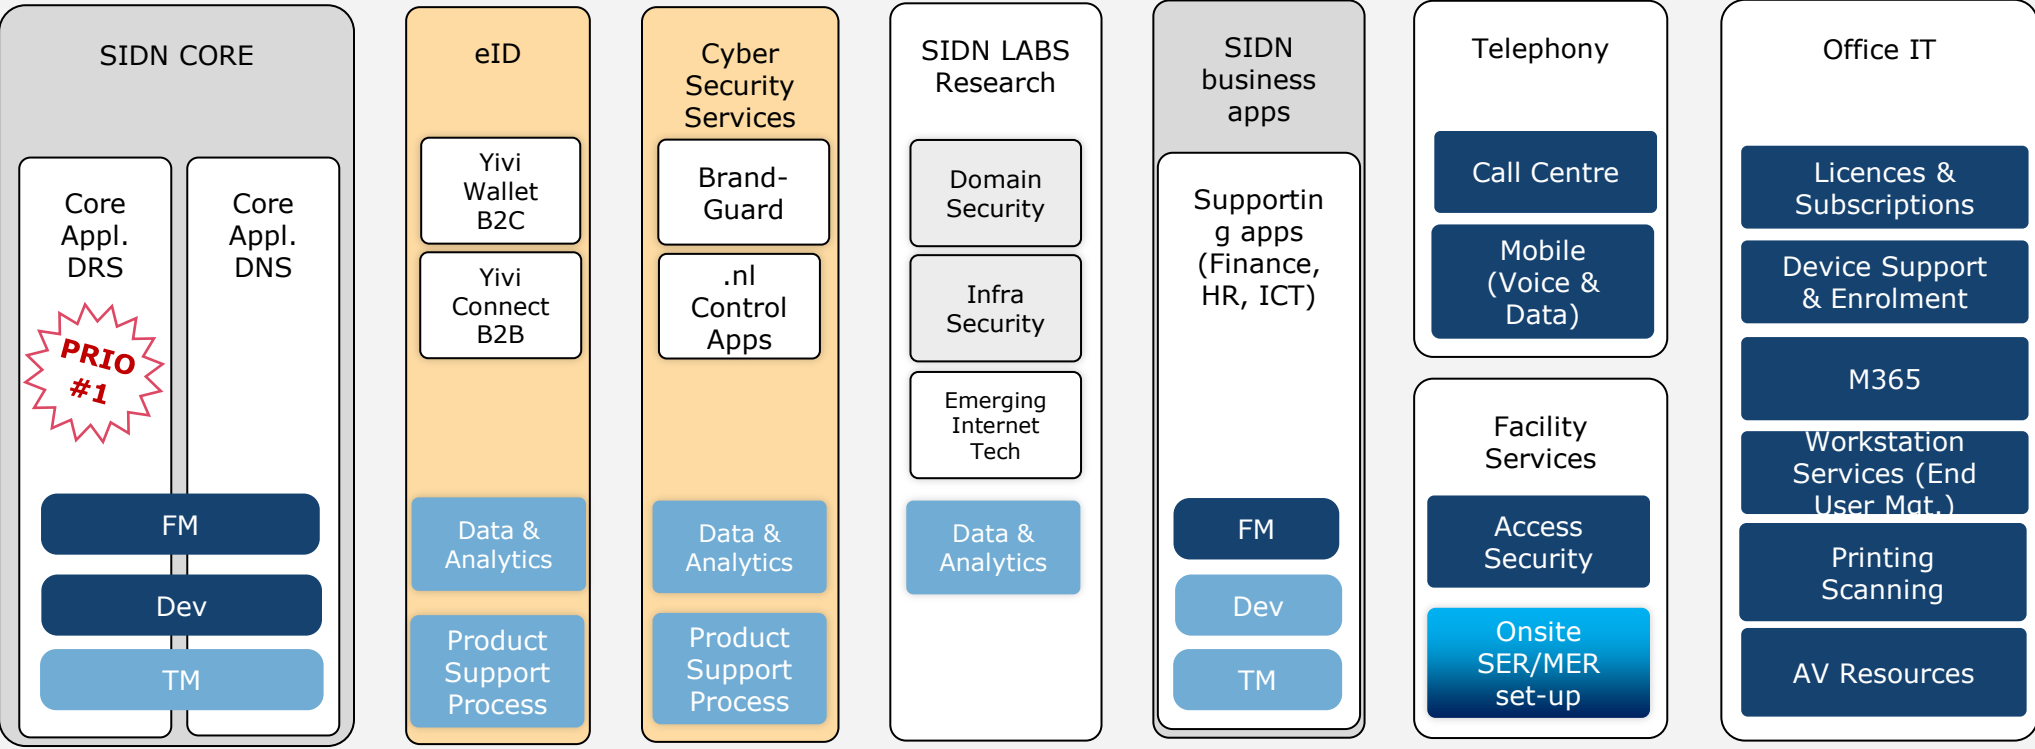 SIDN CORE
Core
Appl.
DRS
Core
Appl.
DNS
PRIO
#1
FM
Dev
TM
eID
Yivi
Wallet
B2C
Yivi
Connect
B2B
Data &
Analytics
Product
Support
Process
Cyber
Security
Services
Brand-
Guard
.nl
Control
Apps
Data &
Analytics
Product
Support
Process
SIDN LABS
Research
Domain
Security
Infra
Security
Emerging
Internet
Tech
Data &
Analytics
SIDN
business
apps
Supportin
g apps
(Finance,
HR, ICT)
FM
Dev
TM
Telephony
Call Centre
Mobile
(Voice &
Data)
Facility
Services
Access
Security
Onsite
SER/MER
set-up
Office IT
Licences &
Subscriptions
Device Support
& Enrolment
M365
Workstation
Services (End
User Mgt.)
Printing
Scanning
AV Resources